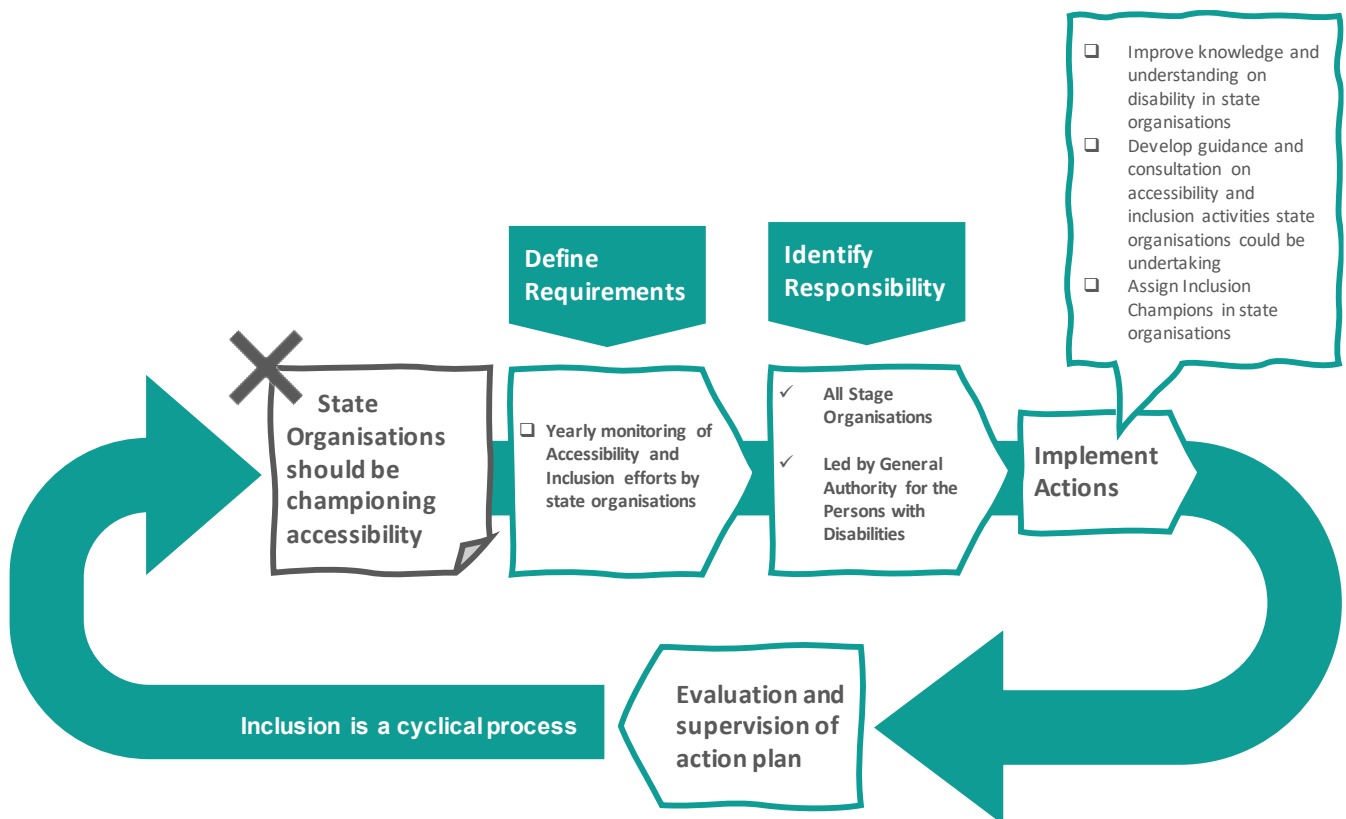 State
Organisations
should be
championing
accessibility
Define
Requirements
❑ Yearly monitoring of
Accessibility and
Inclusion efforts by
state organisations
Identify
Responsibility
✓ All Stage
Organisations
✓ Led by General
Authority for the
Persons with
Disabilities
Implement
Actions
❑ Improve knowledge and
understanding on
disability in state
organisations
❑ Develop guidance and
consultation on
accessibility and
inclusion activities state
organisations could be
undertaking
❑ Assign Inclusion
Champions in state
organisations
Evaluation and
supervision of
action plan
Inclusion is a cyclical process